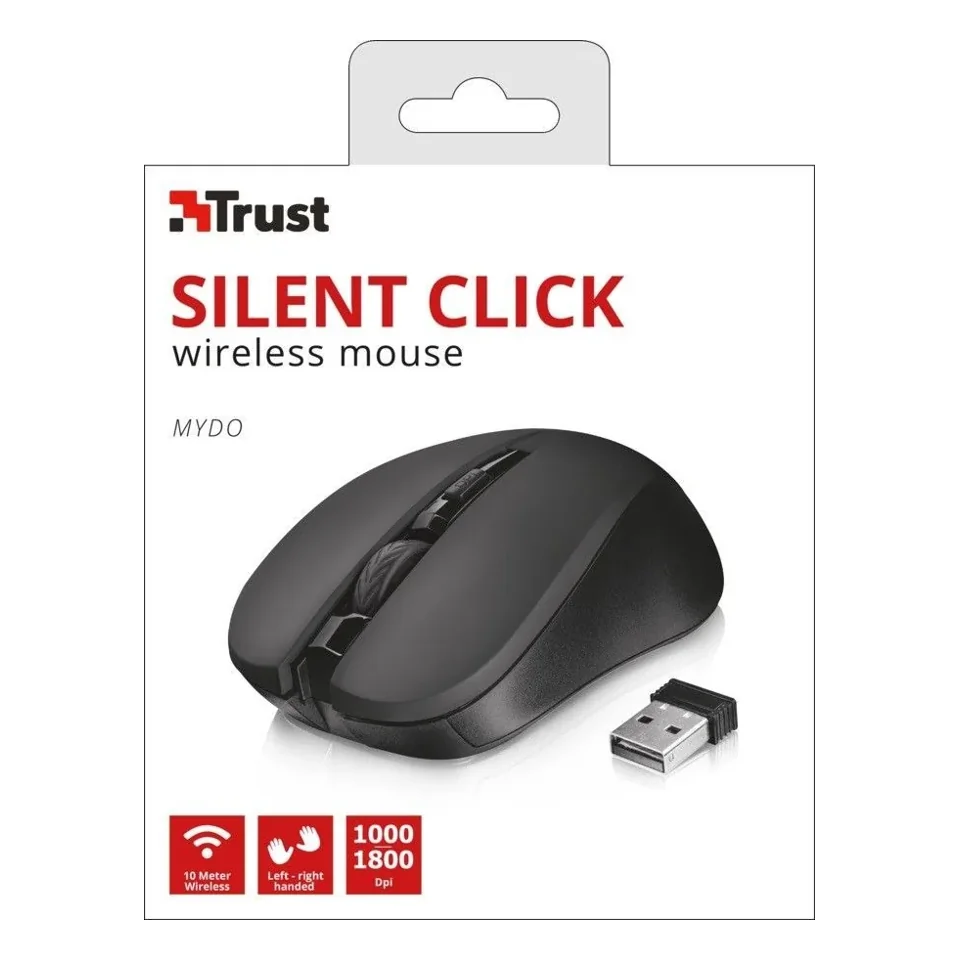 Trust
SILENT CLICK
wireless mouse
MYDO
10 Meter
Wireless
Left - right
handed
1000
1800
Dpi